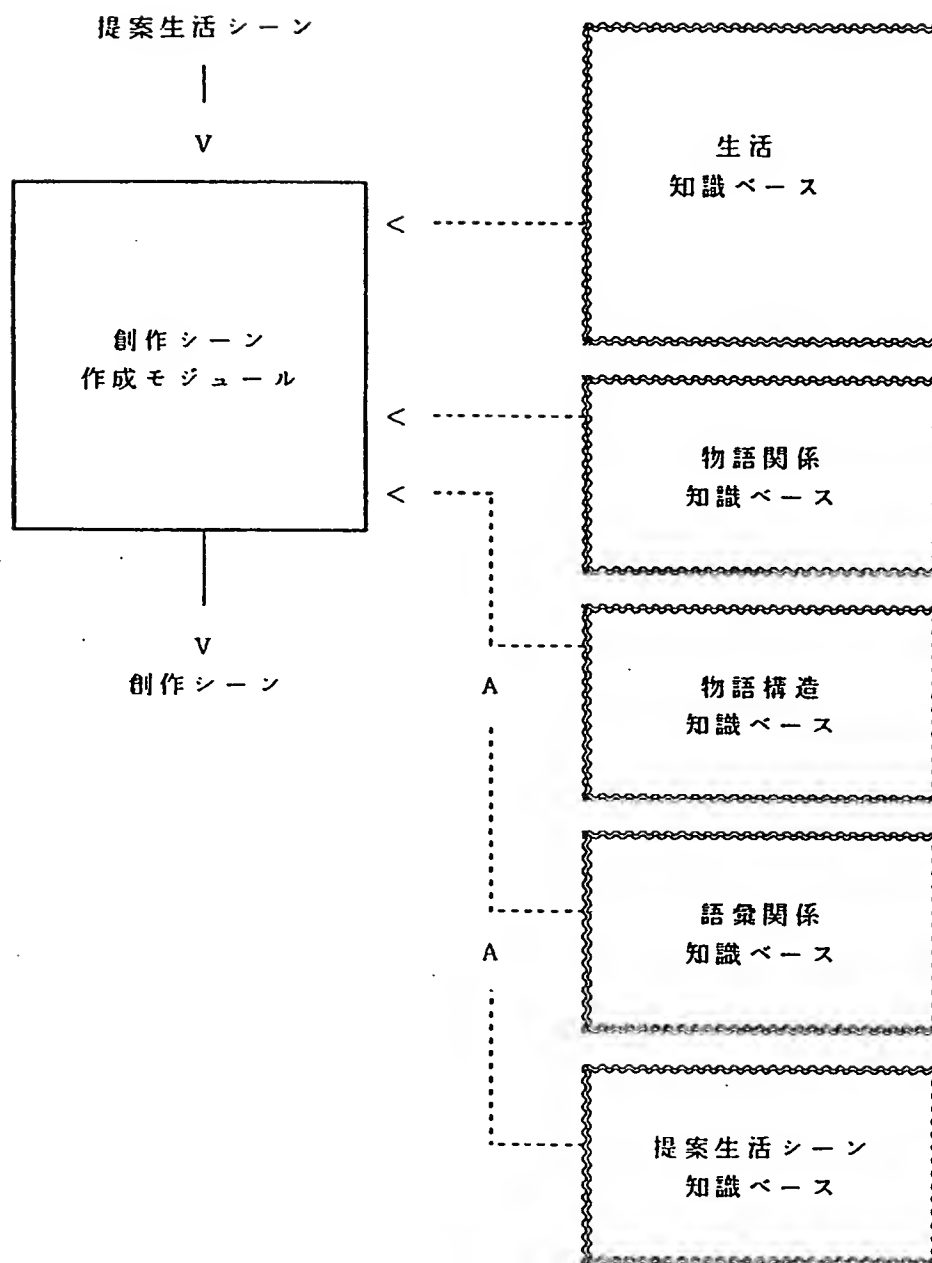 提案生活シーン
V
創作シーン
作成モジュール
V
創作シーン
生活
知識ベース
<
物語関係
知識ベース
<
<
物語構造
知識ベース
A
語彙関係
知識ベース
A
提案生活シーン
知識ベース